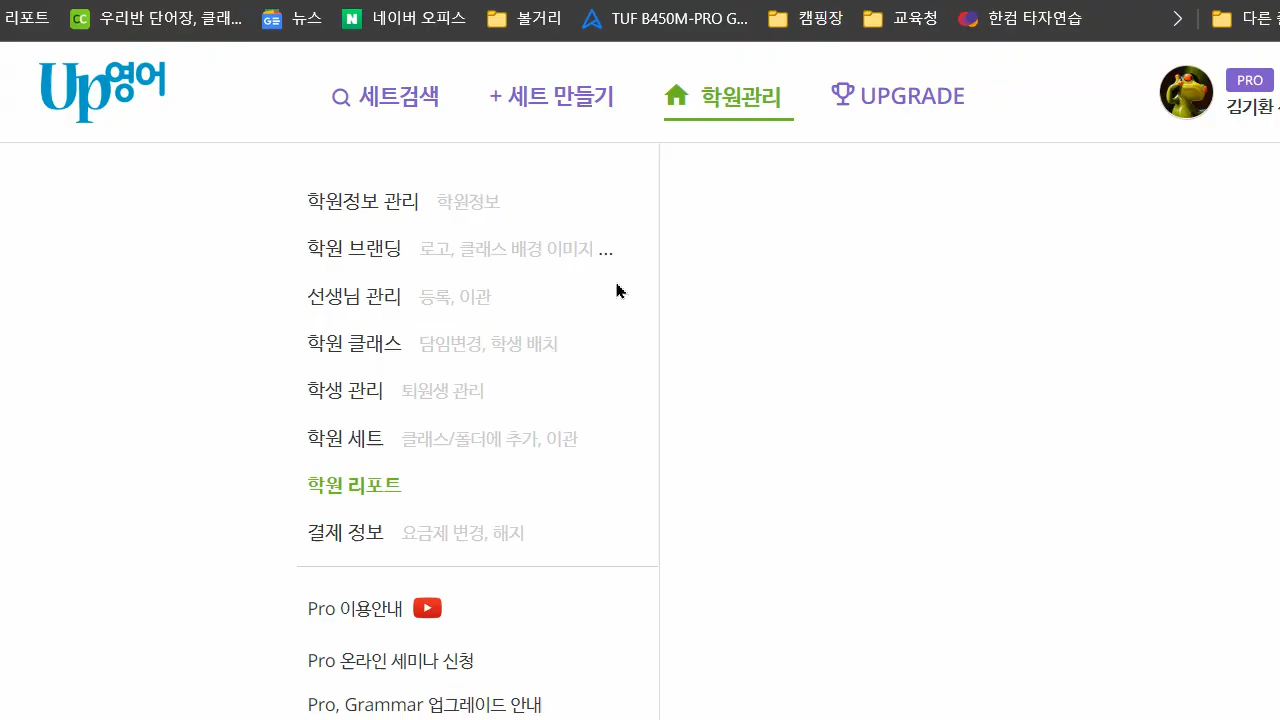 리포트 우리반 단어장, 클래... 뉴스 네이버 오피스 볼거리 TUF B450M-PRO G... 캠핑장 교육청 한컴 타자연습 다른
Up영어 세트검색 + 세트 만들기 학원관리 UPGRADE PRO
김기환
학원정보 관리 학원정보
학원 브랜딩 로고, 클래스 배경 이미지 ...
선생님 관리 등록, 이관
학원 클래스 담임변경, 학생 배치
학생 관리 퇴원생 관리
학원 세트 클래스/폴더에 추가, 이관
학원 리포트
결제 정보 요금제 변경, 해지
Pro 이용안내
Pro 온라인 세미나 신청
Pro, Grammar 업그레이드 안내